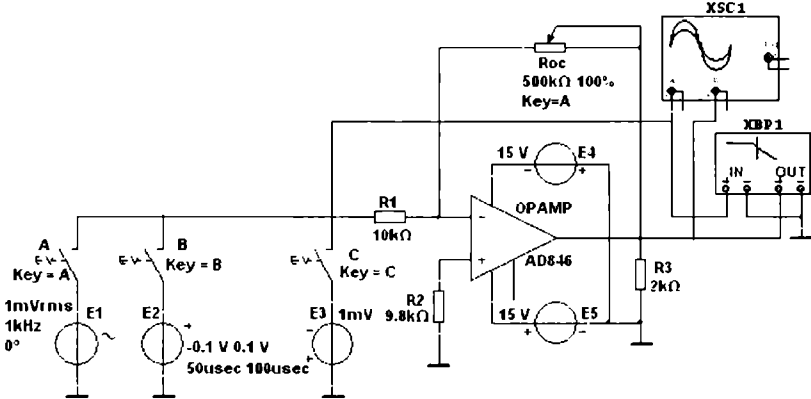 XSC1
A
Roc
500kΩ 100%
Key=A
XBP1
IN
OUT
15 V
E4
R1
10kΩ
OPAMP
AD846
A
Key = A
B
Key = B
C
Key = C
R2
9.8kΩ
R3
2kΩ
1mVrms
1kHz
0°
E1
E2
-0.1 V 0.1 V
50usec 100usec
E3
1mV
15 V
E5